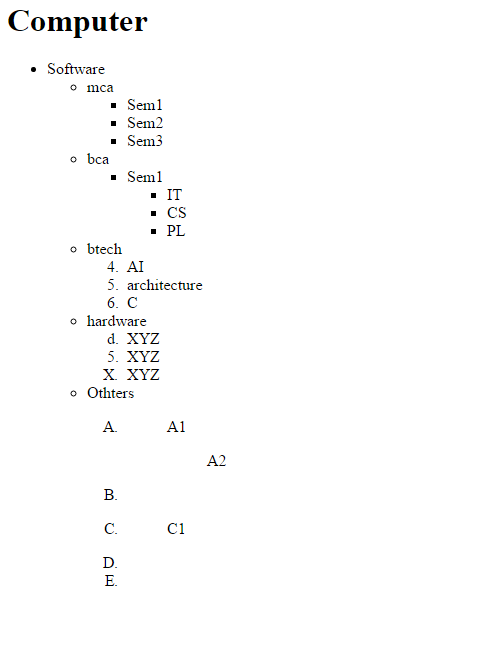 Computer
• Software
◦ mca
▪ Sem1
▪ Sem2
▪ Sem3
◦ bca
▪ Sem1
▪ IT
▪ CS
▪ PL
◦ btech
4. AI
5. architecture
6. C
◦ hardware
d. XYZ
5. XYZ
X. XYZ
◦ Othters
A. A1
A2
B.
C. C1
D.
E.